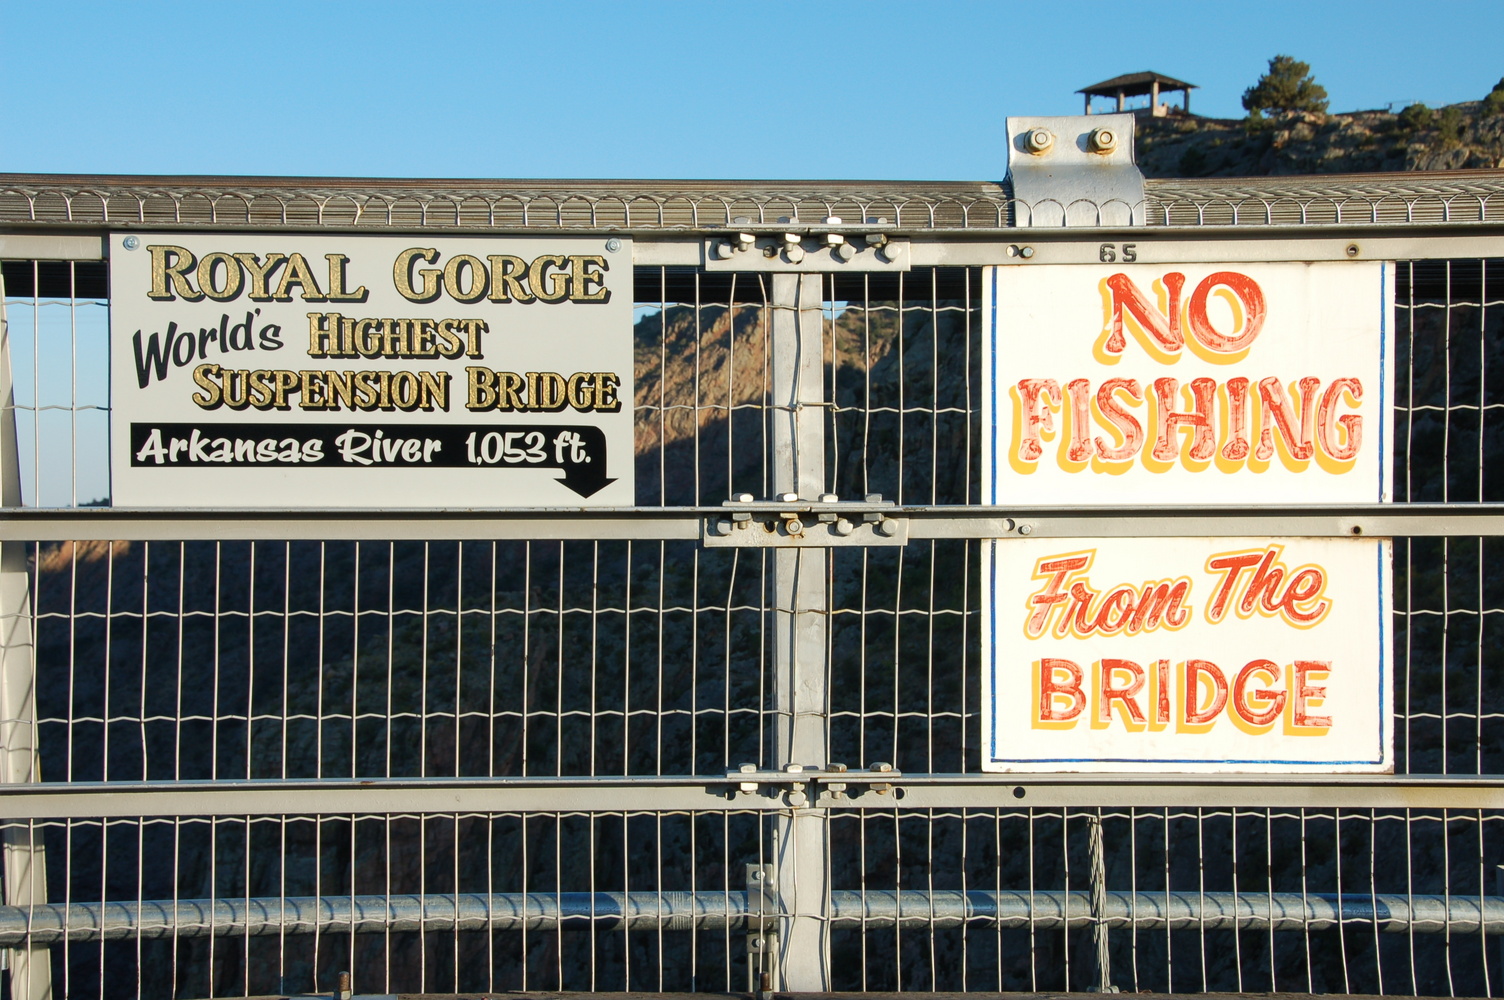 ROYAL GORGE
World's HIGHEST
SUSPENSION BRIDGE
Arkansas River 1,053 ft.
65
NO
FISHING
From The
BRIDGE